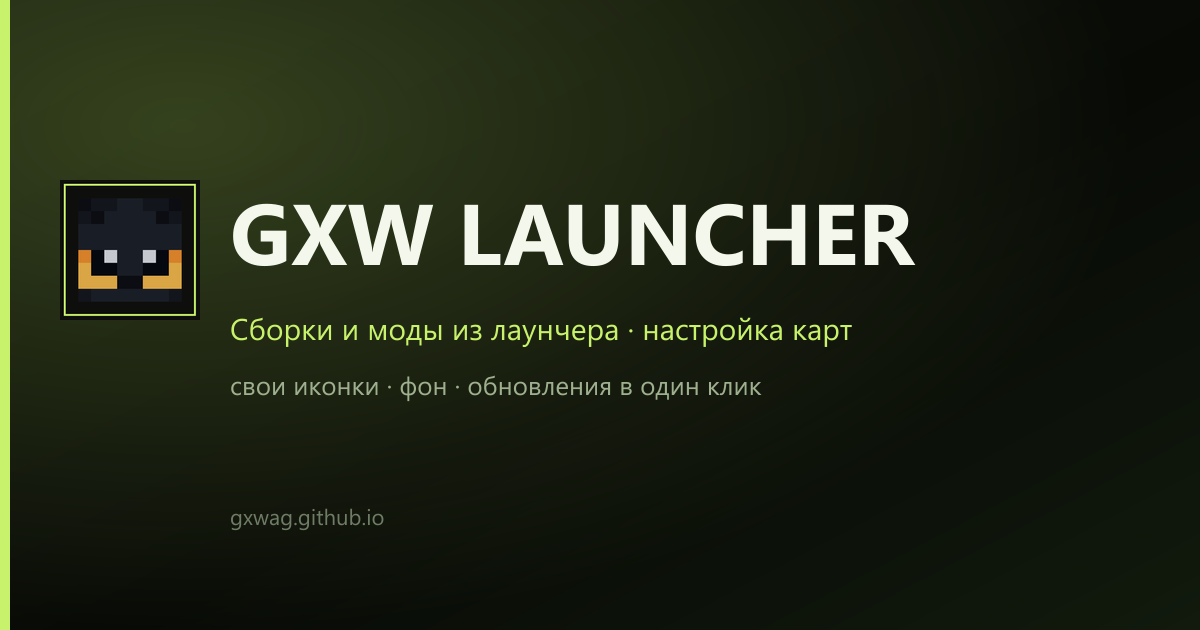 GXW LAUNCHER
Сборки и моды из лаунчера · настройка карт
свои иконки · фон · обновления в один клик
gxwag.github.io